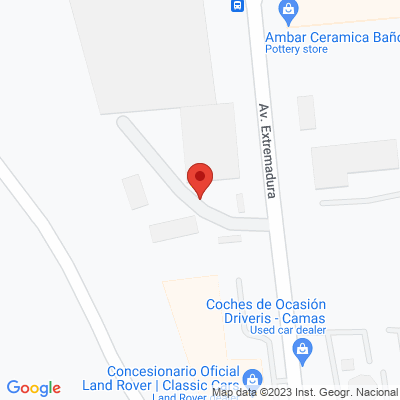 Ambar Ceramica Baño
Pottery store
Av. Extremadura
Coches de Ocasión
Driveris - Camas
Used car dealer
Concesionario Oficial
Land Rover | Classic Cars
Land Rover dealer
Google
Map data ©2023 Inst. Geogr. Nacional